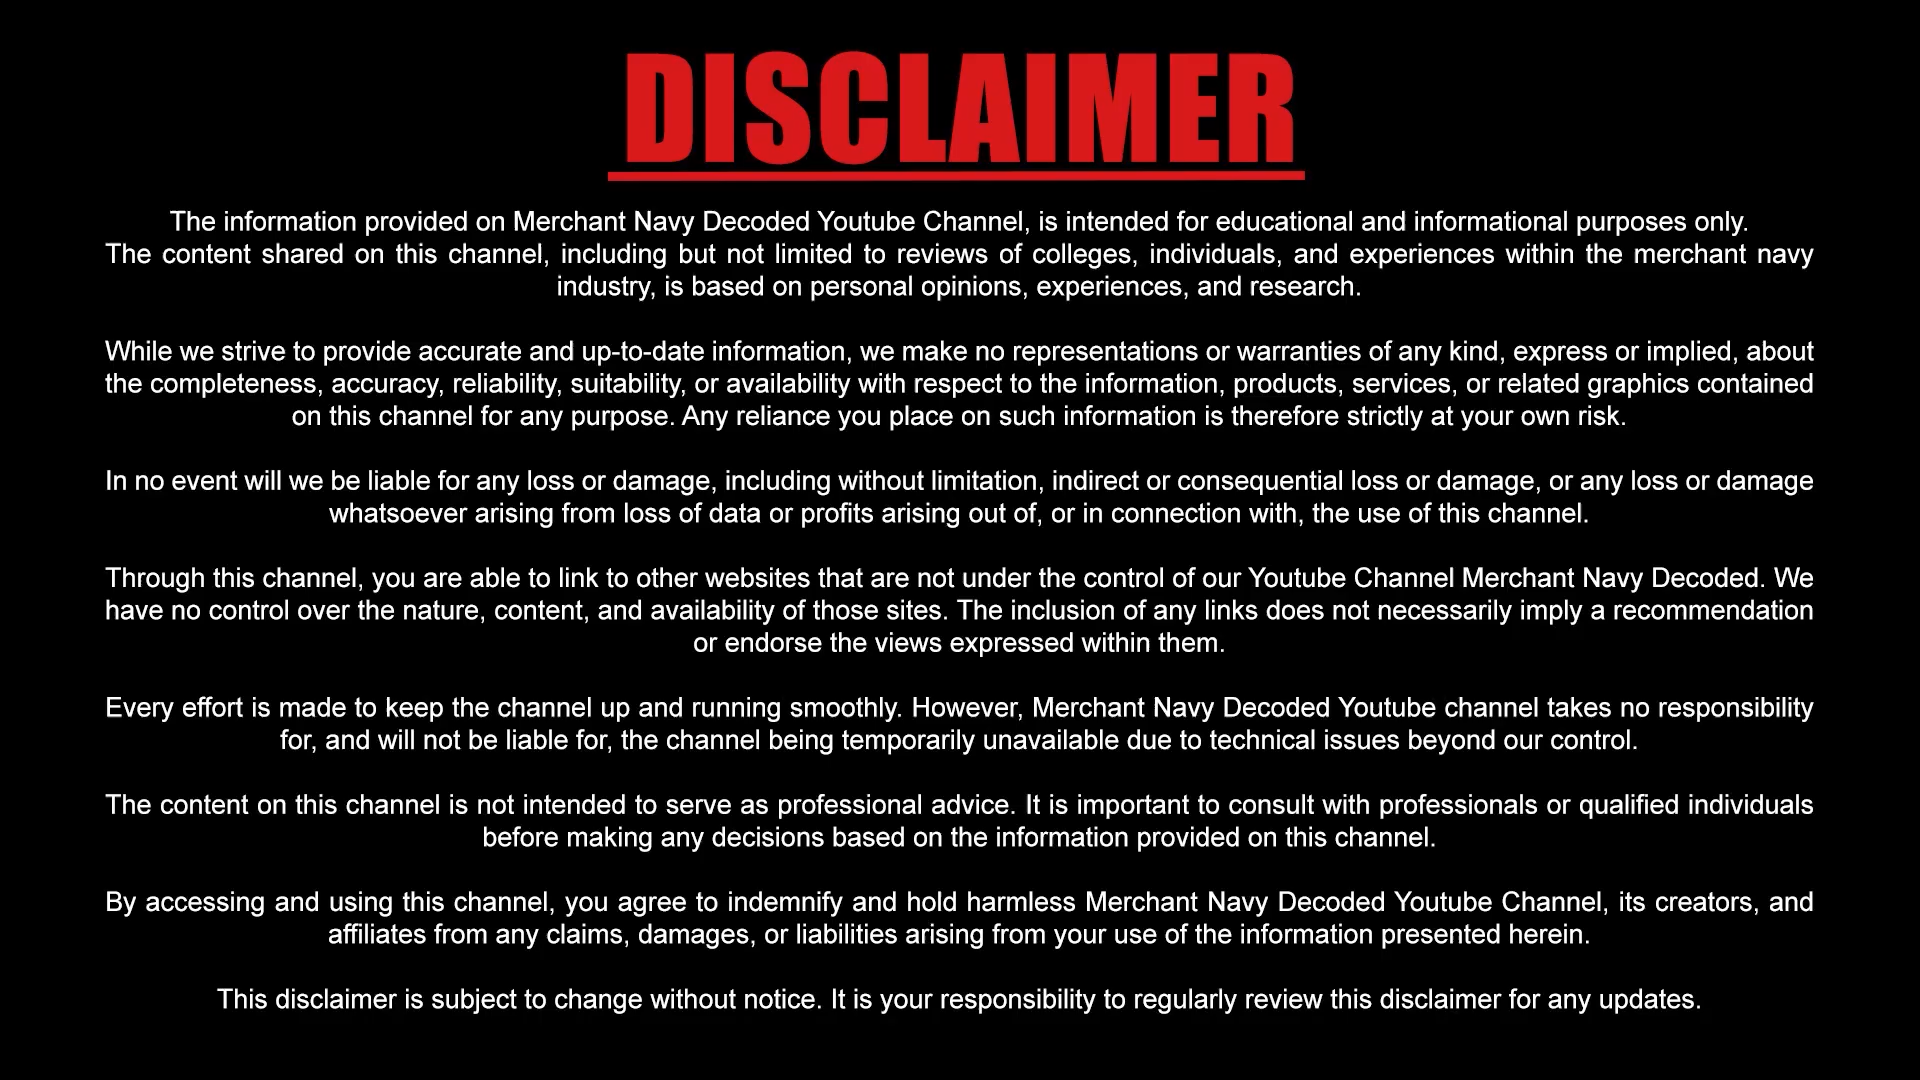 DISCLAIMER
The information provided on Merchant Navy Decoded Youtube Channel, is intended for educational and informational purposes only.
The content shared on this channel, including but not limited to reviews of colleges, individuals, and experiences within the merchant navy
industry, is based on personal opinions, experiences, and research.
While we strive to provide accurate and up-to-date information, we make no representations or warranties of any kind, express or implied, about
the completeness, accuracy, reliability, suitability, or availability with respect to the information, products, services, or related graphics contained
on this channel for any purpose. Any reliance you place on such information is therefore strictly at your own risk.
In no event will we be liable for any loss or damage, including without limitation, indirect or consequential loss or damage, or any loss or damage
whatsoever arising from loss of data or profits arising out of, or in connection with, the use of this channel.
Through this channel, you are able to link to other websites that are not under the control of our Youtube Channel Merchant Navy Decoded. We
have no control over the nature, content, and availability of those sites. The inclusion of any links does not necessarily imply a recommendation
or endorse the views expressed within them.
Every effort is made to keep the channel up and running smoothly. However, Merchant Navy Decoded Youtube channel takes no responsibility
for, and will not be liable for, the channel being temporarily unavailable due to technical issues beyond our control.
The content on this channel is not intended to serve as professional advice. It is important to consult with professionals or qualified individuals
before making any decisions based on the information provided on this channel.
By accessing and using this channel, you agree to indemnify and hold harmless Merchant Navy Decoded Youtube Channel, its creators, and
affiliates from any claims, damages, or liabilities arising from your use of the information presented herein.
This disclaimer is subject to change without notice. It is your responsibility to regularly review this disclaimer for any updates.